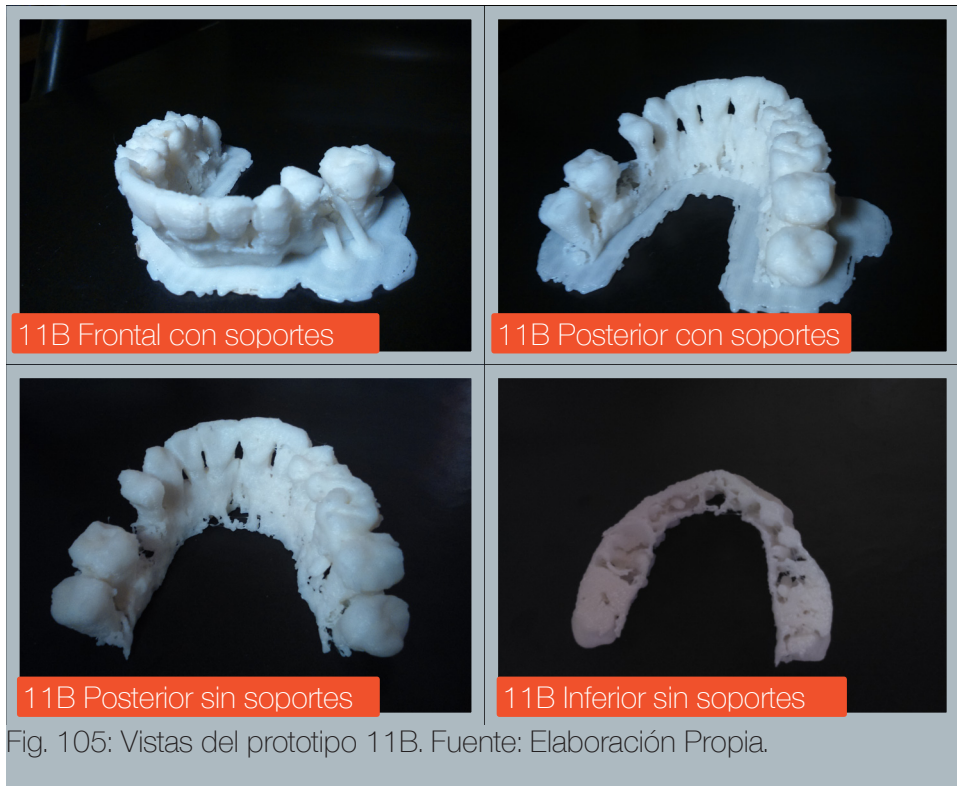 11B Frontal con soportes
11B Posterior con soportes
11B Posterior sin soportes
11B Inferior sin soportes
Fig. 105: Vistas del prototipo 11B. Fuente: Elaboración Propia.